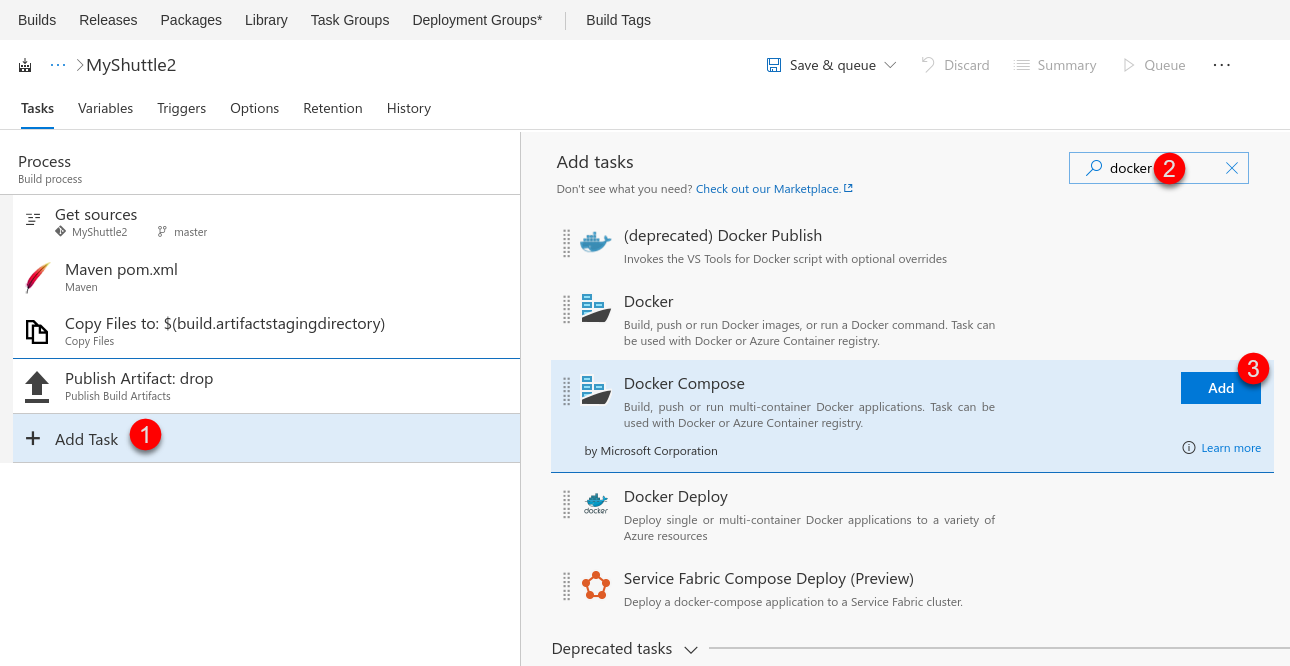 Builds Releases Packages Library Task Groups Deployment Groups* Build Tags
··· MyShuttle2
Save & queue Discard Summary Queue ···
Tasks Variables Triggers Options Retention History
Process
Build process
Get sources
MyShuttle2 master
Maven pom.xml
Maven
Copy Files to: $(build.artifactstagingdirectory)
Copy Files
Publish Artifact: drop
Publish Build Artifacts
Add Task 1
Add tasks
docker 2
Don't see what you need? Check out our Marketplace.
(deprecated) Docker Publish
Invokes the VS Tools for Docker script with optional overrides
Docker
Build, push or run Docker images, or run a Docker command. Task can
be used with Docker or Azure Container registry.
Docker Compose
3
Add
Build, push or run multi-container Docker applications. Task can be
used with Docker or Azure Container registry.
by Microsoft Corporation
Learn more
docker
Docker Deploy
Deploy single or multi-container Docker applications to a variety of
Azure resources
Service Fabric Compose Deploy (Preview)
Deploy a docker-compose application to a Service Fabric cluster.
Deprecated tasks